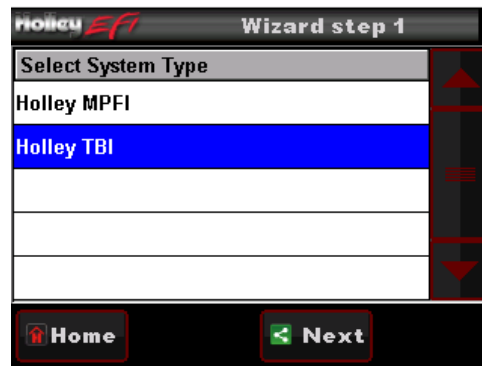 Holley EFI Wizard step 1
Select System Type
Holley MPFI
Holley TBI
Home Next